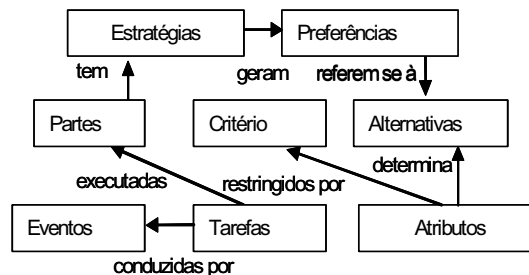 Estratégias
Preferências
tem
geram
referem se à
Partes
Critério
Alternativas
executadas
restringidos por
determina
Eventos
Tarefas
Atributos
conduzidas por